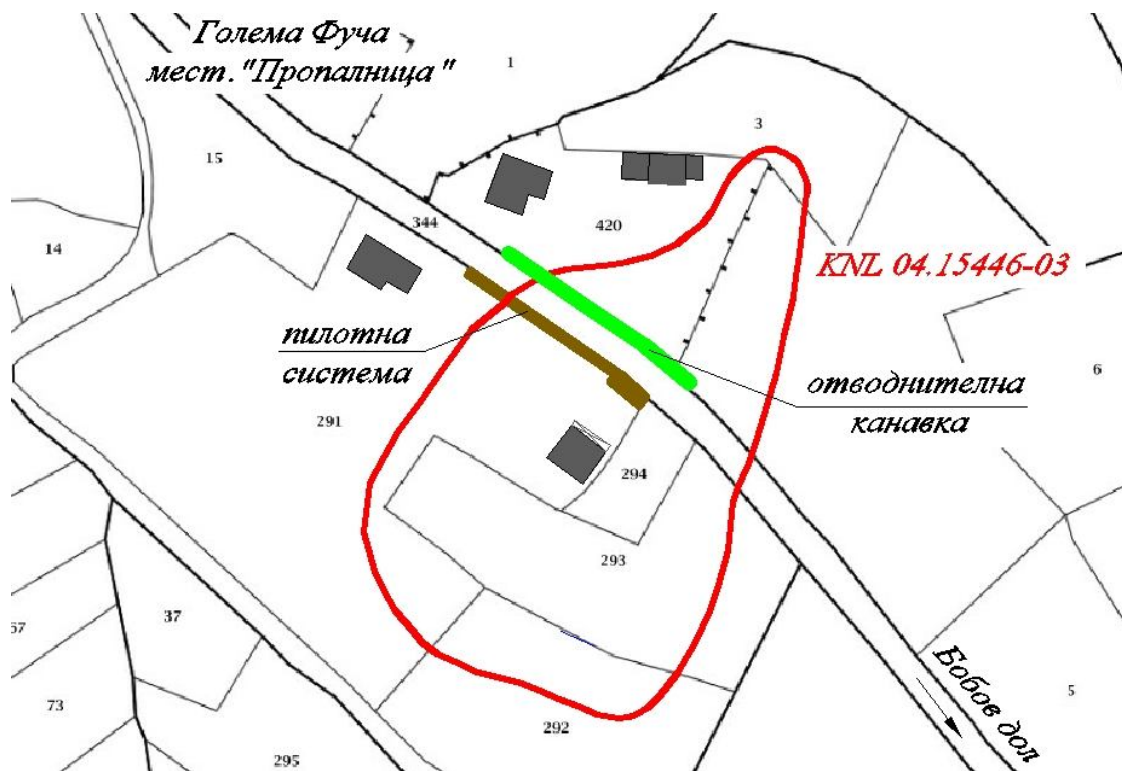 Голема Фуча
мест."Пропалница"
1
3
15
344
420
14
KNL 04.15446-03
пилотна
система
отводнителна
канавка
6
291
294
293
37
57
73
292
295
5
Бобов дол